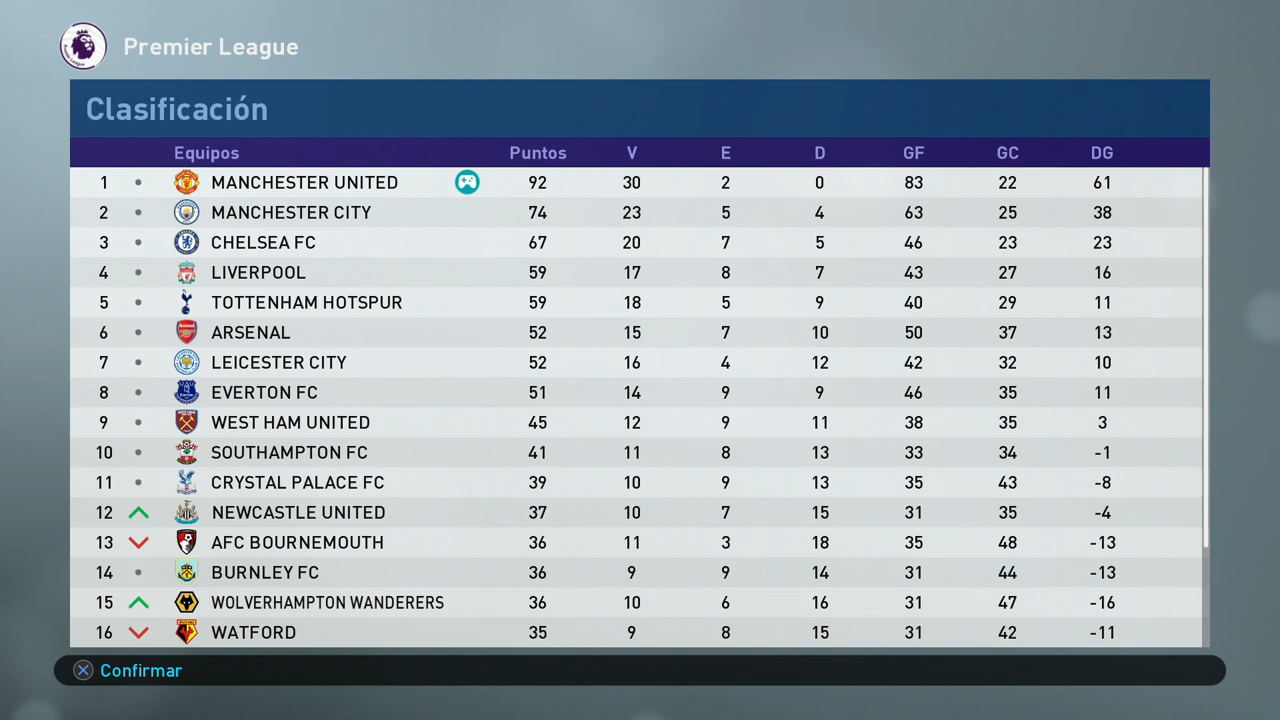 Premier League
Clasificación
Equipos Puntos V E D GF GC DG
1 MANCHESTER UNITED 92 30 2 0 83 22 61
2 MANCHESTER CITY 74 23 5 4 63 25 38
3 CHELSEA FC 67 20 7 5 46 23 23
4 LIVERPOOL 59 17 8 7 43 27 16
5 TOTTENHAM HOTSPUR 59 18 5 9 40 29 11
6 ARSENAL 52 15 7 10 50 37 13
7 LEICESTER CITY 52 16 4 12 42 32 10
8 EVERTON FC 51 14 9 9 46 35 11
9 WEST HAM UNITED 45 12 9 11 38 35 3
10 SOUTHAMPTON FC 41 11 8 13 33 34 -1
11 CRYSTAL PALACE FC 39 10 9 13 35 43 -8
12 NEWCASTLE UNITED 37 10 7 15 31 35 -4
13 AFC BOURNEMOUTH 36 11 3 18 35 48 -13
14 BURNLEY FC 36 9 9 14 31 44 -13
15 WOLVERHAMPTON WANDERERS 36 10 6 16 31 47 -16
16 WATFORD 35 9 8 15 31 42 -11
Confirmar